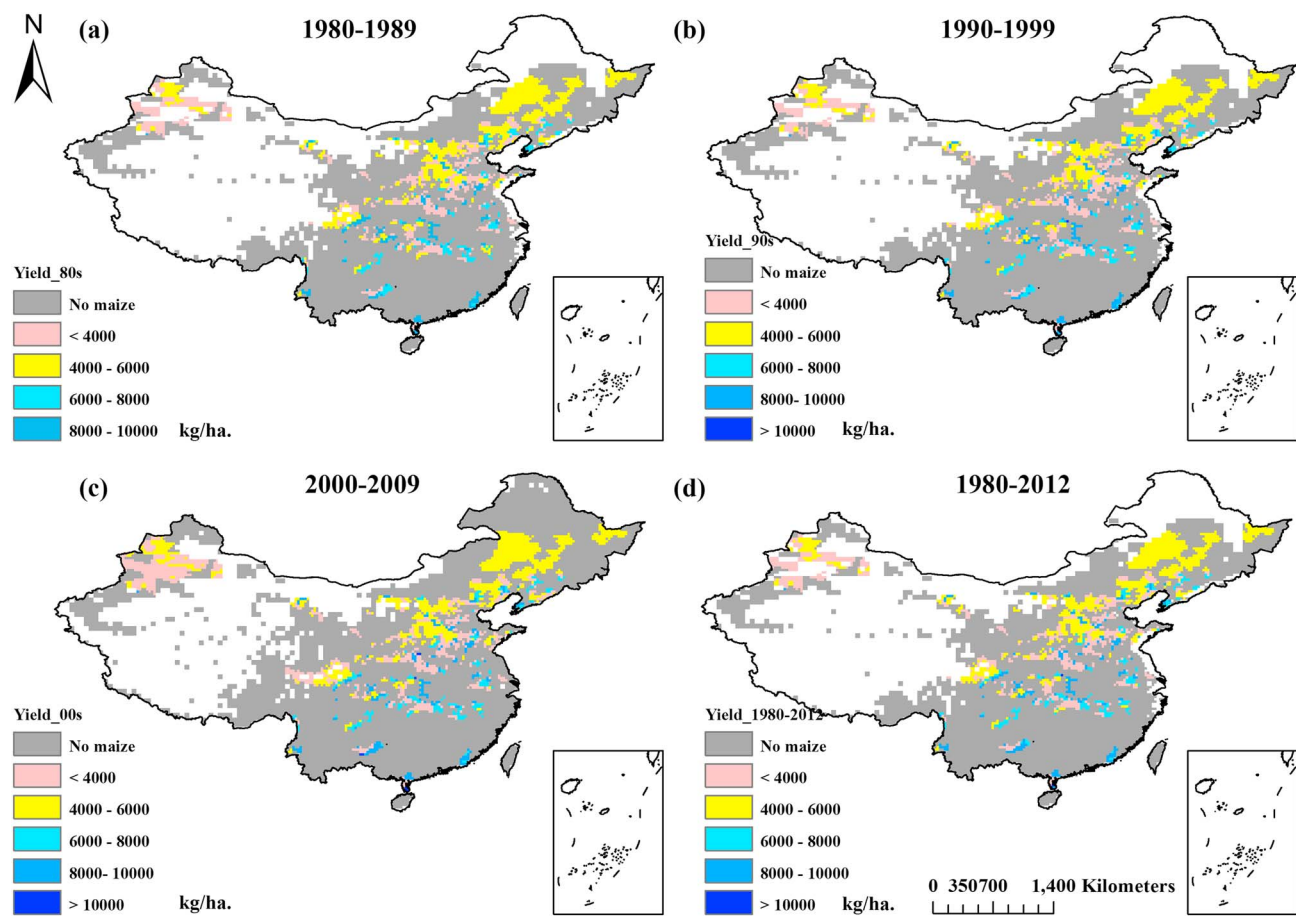 N
(a)
1980-1989
Yield_80s
No maize
< 4000
4000 - 6000
6000 - 8000
8000 - 10000
kg/ha.
(b)
1990-1999
Yield_90s
No maize
< 4000
4000 - 6000
6000 - 8000
8000- 10000
> 10000
kg/ha.
(c)
2000-2009
Yield_00s
No maize
< 4000
4000 - 6000
6000 - 8000
8000- 10000
> 10000
kg/ha.
(d)
1980-2012
Yield_1980-2012
No maize
< 4000
4000 - 6000
6000 - 8000
8000 - 10000
> 10000
kg/ha.
0 350700 1,400 Kilometers